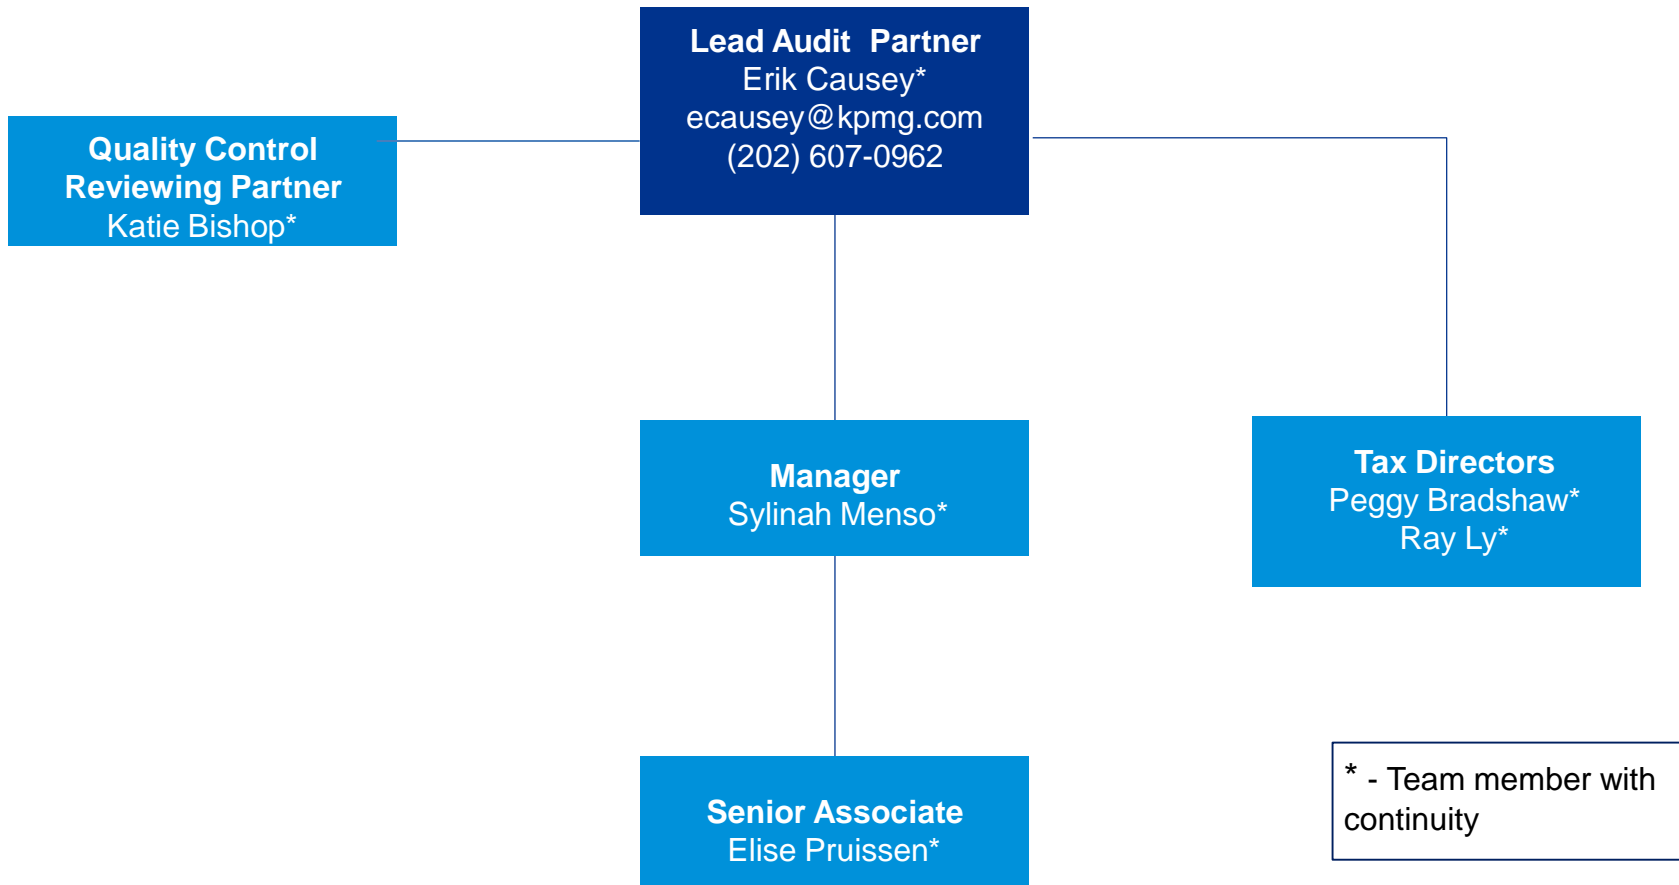 Lead Audit  Partner
Erik Causey*
ecausey@kpmg.com
(202) 607-0962
Quality Control
Reviewing Partner
Katie Bishop*
Manager
Sylinah Menso*
Tax Directors
Peggy Bradshaw*
Ray Ly*
Senior Associate
Elise Pruissen*
* - Team member with
continuity